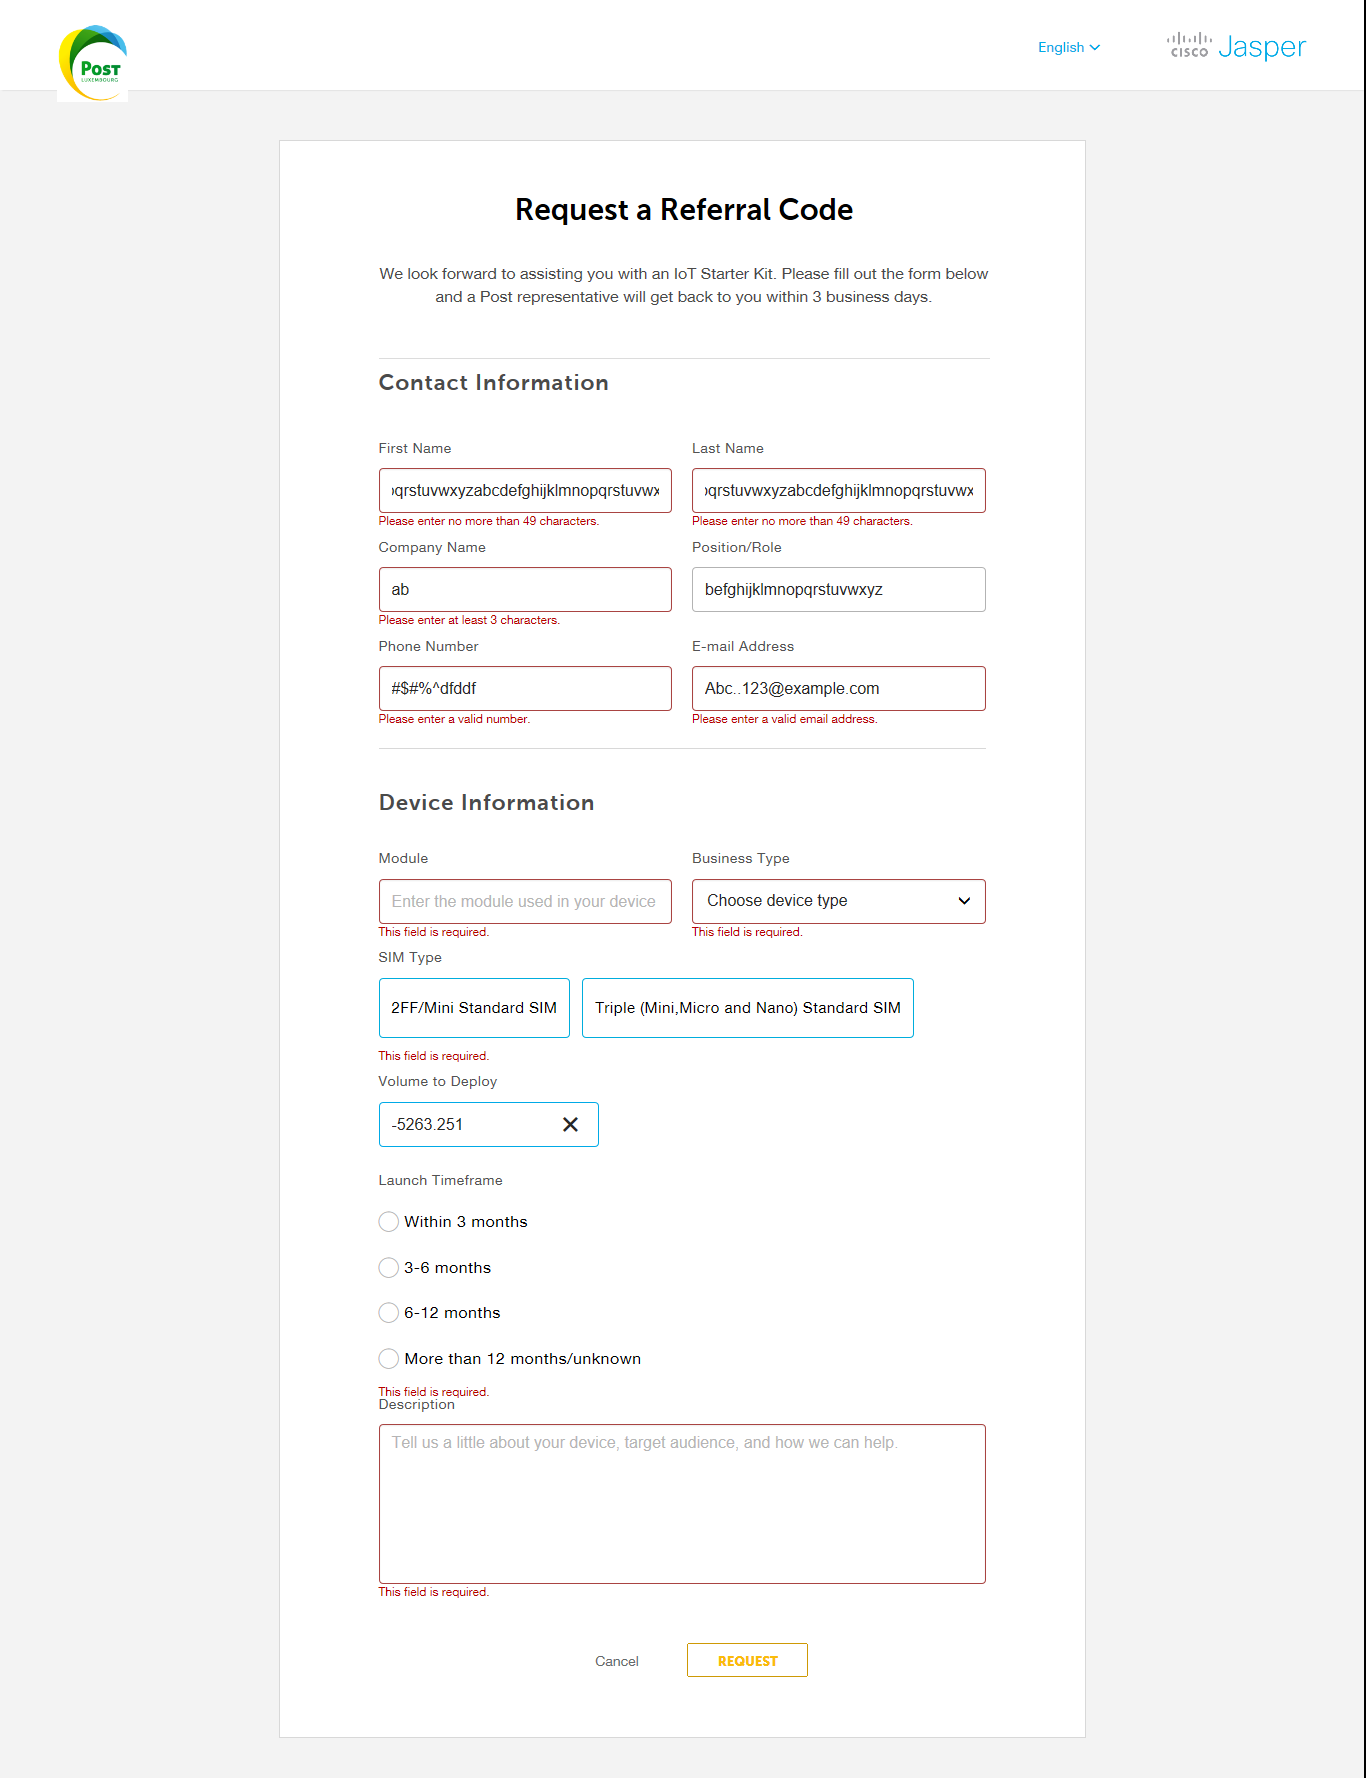 POST
LUXEMBOURG
English
CISCO Jasper
Request a Referral Code
We look forward to assisting you with an IoT Starter Kit. Please fill out the form below
and a Post representative will get back to you within 3 business days.
Contact Information
First Name
Last Name
pqrstuvwxyzabcdefghijklmnopqrstuvwx
pqrstuvwxyzabcdefghijklmnopqrstuvwx
Please enter no more than 49 characters.
Please enter no more than 49 characters.
Company Name
Position/Role
ab
befghijklmnopqrstuvwxyz
Please enter at least 3 characters.
Phone Number
E-mail Address
#$#%^dfddf
Abc..123@example.com
Please enter a valid number.
Please enter a valid email address.
Device Information
Module
Business Type
Enter the module used in your device
Choose device type
This field is required.
This field is required.
SIM Type
2FF/Mini Standard SIM
Triple (Mini,Micro and Nano) Standard SIM
This field is required.
Volume to Deploy
-5263.251
Launch Timeframe
Within 3 months
3-6 months
6-12 months
More than 12 months/unknown
This field is required.
Description
Tell us a little about your device, target audience, and how we can help.
This field is required.
Cancel
REQUEST